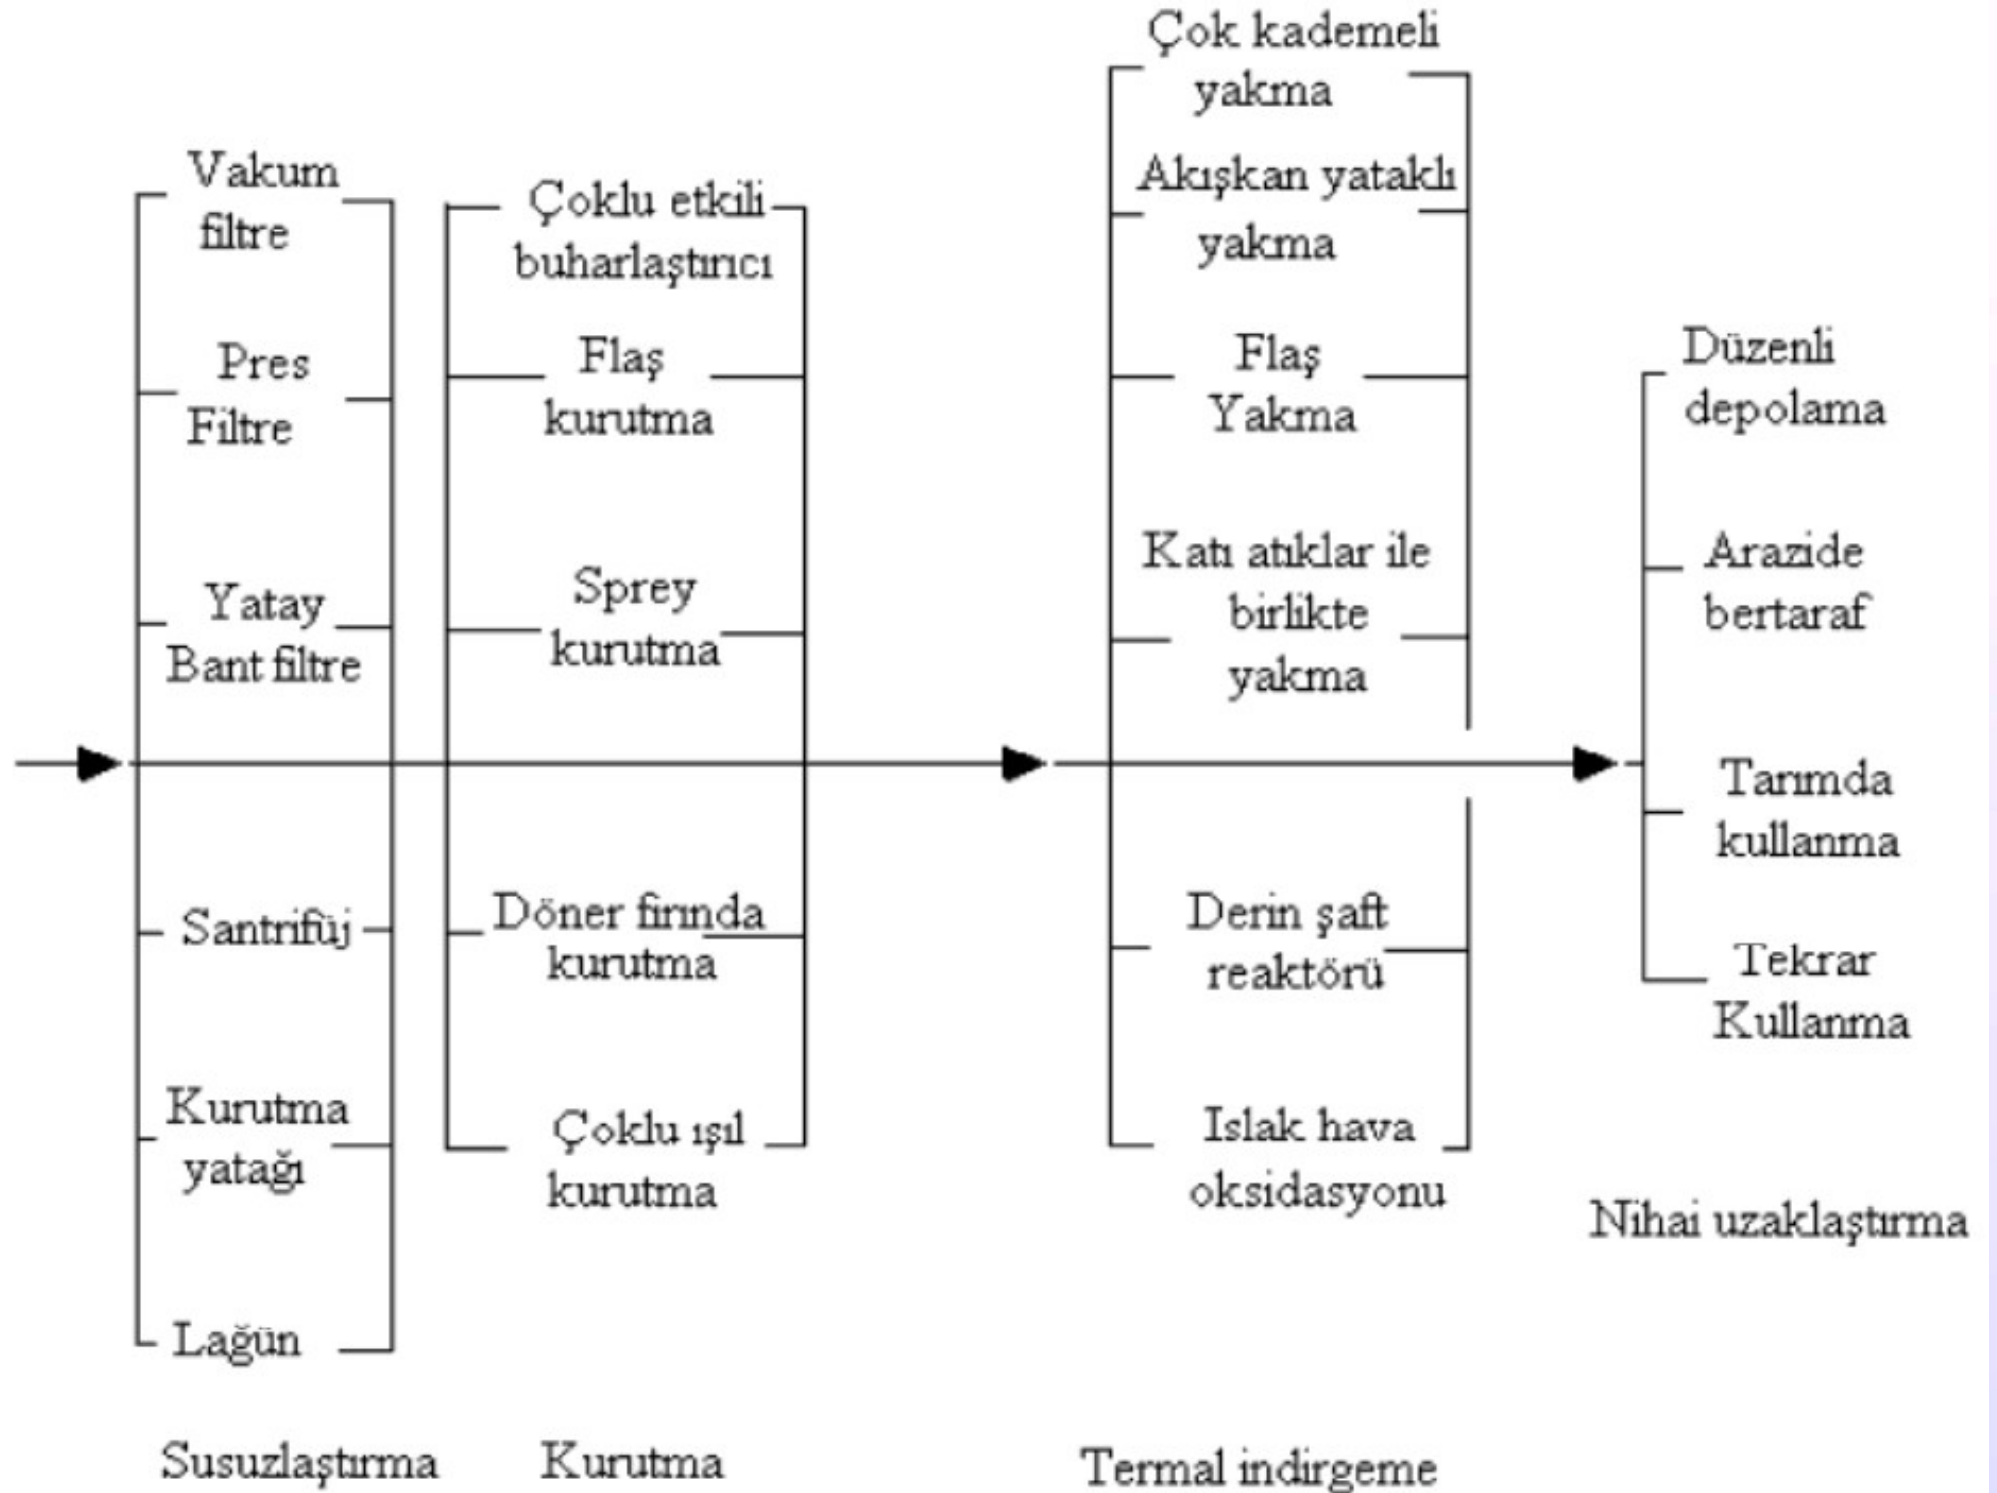 Vakum
filtre
Pres
Filtre
Yatay
Bant filtre
Santrifüj
Kurutma
yatağı
Lağün
Susuzlaştırma
Çoklu etkili
buharlaştırıcı
Flaş
kurutma
Sprey
kurutma
Döner fırında
kurutma
Çoklu ışıl
kurutma
Kurutma
Çok kademeli
yakma
Akışkan yataklı
yakma
Flaş
Yakma
Katı atıklar ile
birlikte
yakma
Derin şaft
reaktörü
Islak hava
oksidasyonu
Termal indirgeme
Düzenli
depolama
Arazide
bertaraf
Tarımda
kullanma
Tekrar
Kullanma
Nihai uzaklaştırma